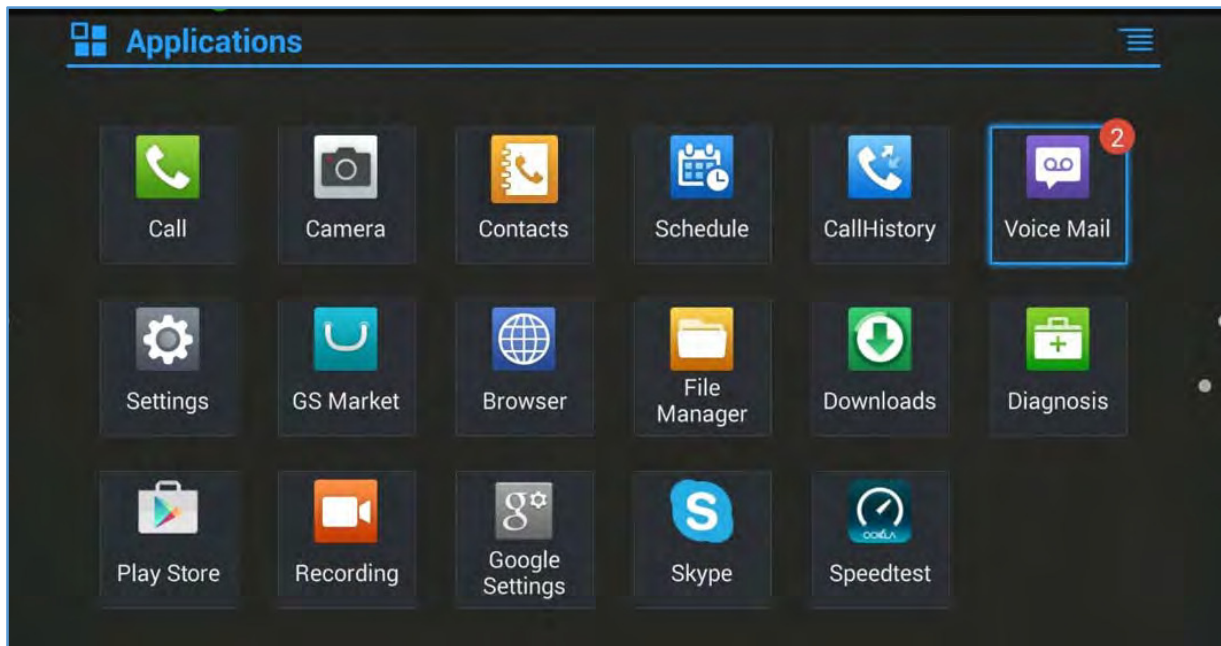 Applications
2
Call
Camera
Contacts
Schedule
CallHistory
Voice Mail
Settings
GS Market
Browser
File
Manager
Downloads
Diagnosis
Play Store
Recording
g
Google
Settings
S
Skype
OOKLA
Speedtest